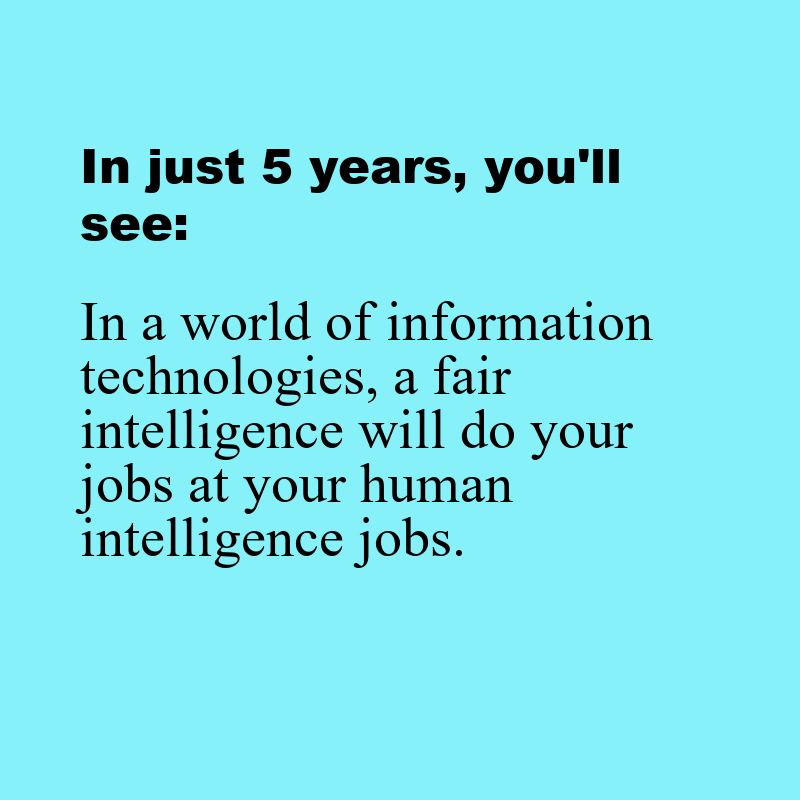 In just 5 years, you'll
see:
In a world of information
technologies, a fair
intelligence will do your
jobs at your human
intelligence jobs.